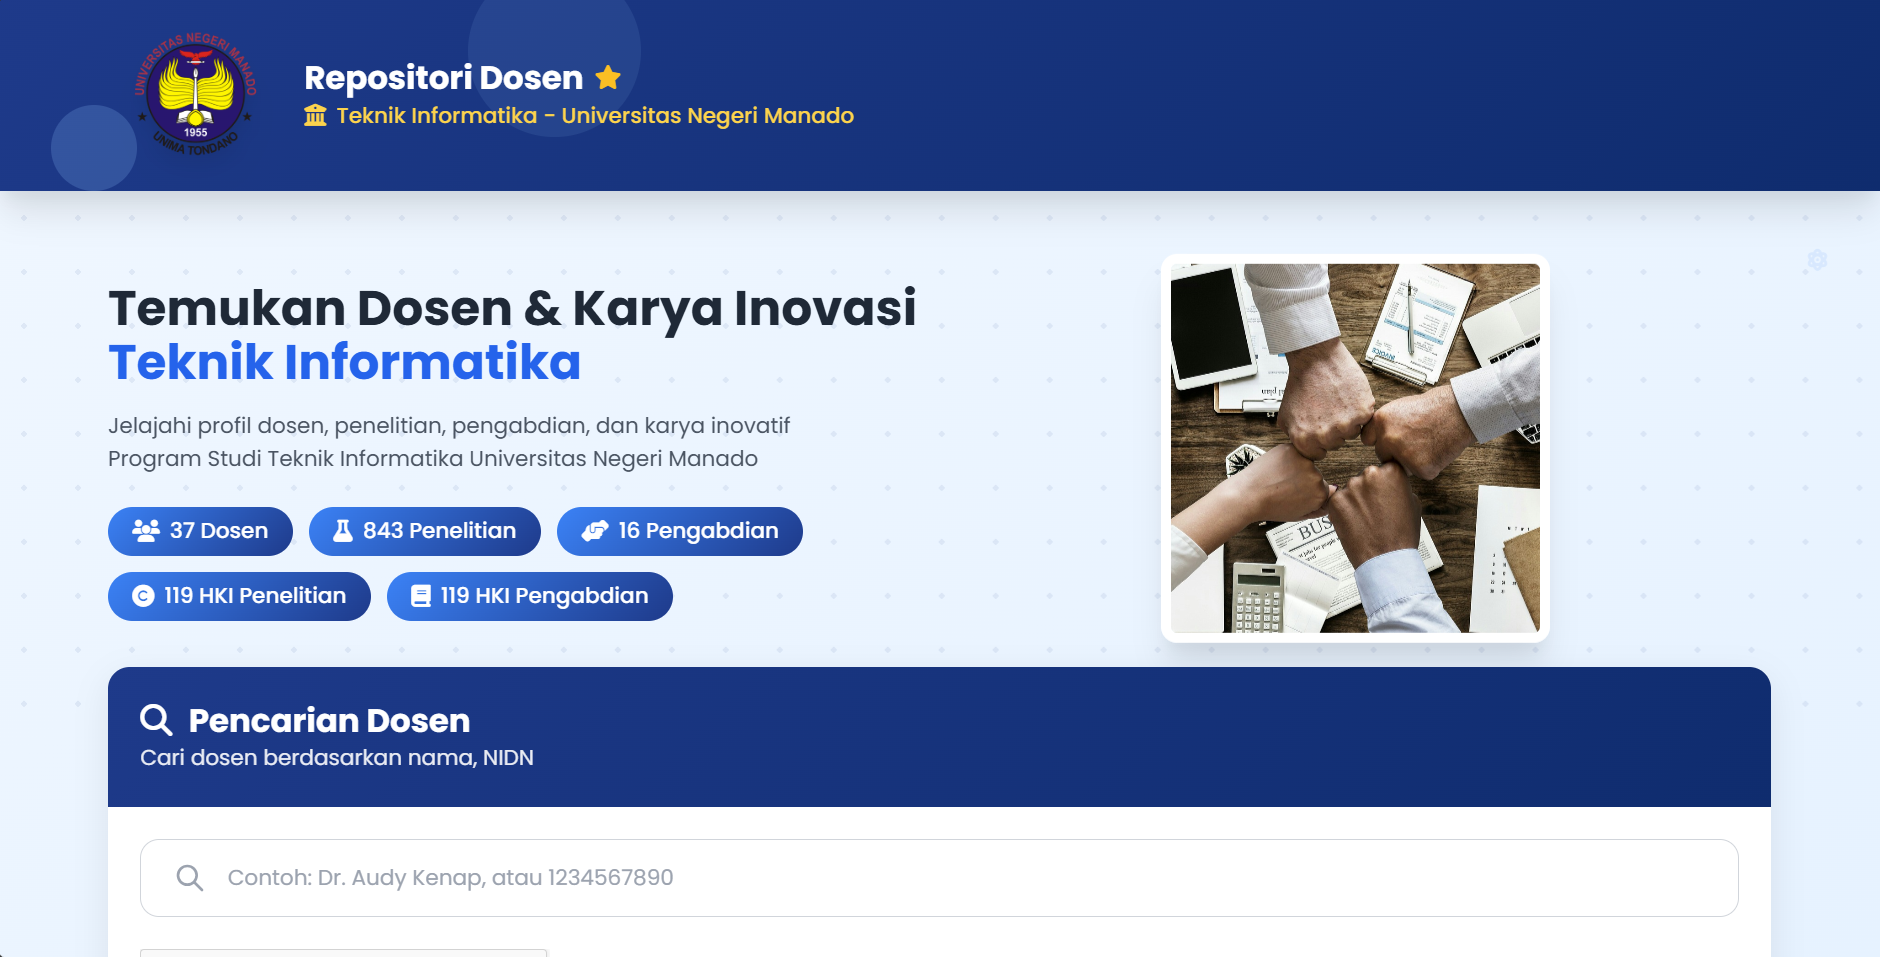 UNIVERSITAS NEGERI MANADO
1955
UNIMA TONDANO
Repositori Dosen
Teknik Informatika - Universitas Negeri Manado
Temukan Dosen & Karya Inovasi
Teknik Informatika
Jelajahi profil dosen, penelitian, pengabdian, dan karya inovatif
Program Studi Teknik Informatika Universitas Negeri Manado
37 Dosen
843 Penelitian
16 Pengabdian
119 HKI Penelitian
119 HKI Pengabdian
INVOICE
plan
BUS
Pencarian Dosen
Cari dosen berdasarkan nama, NIDN
Contoh: Dr. Audy Kenap, atau 1234567890